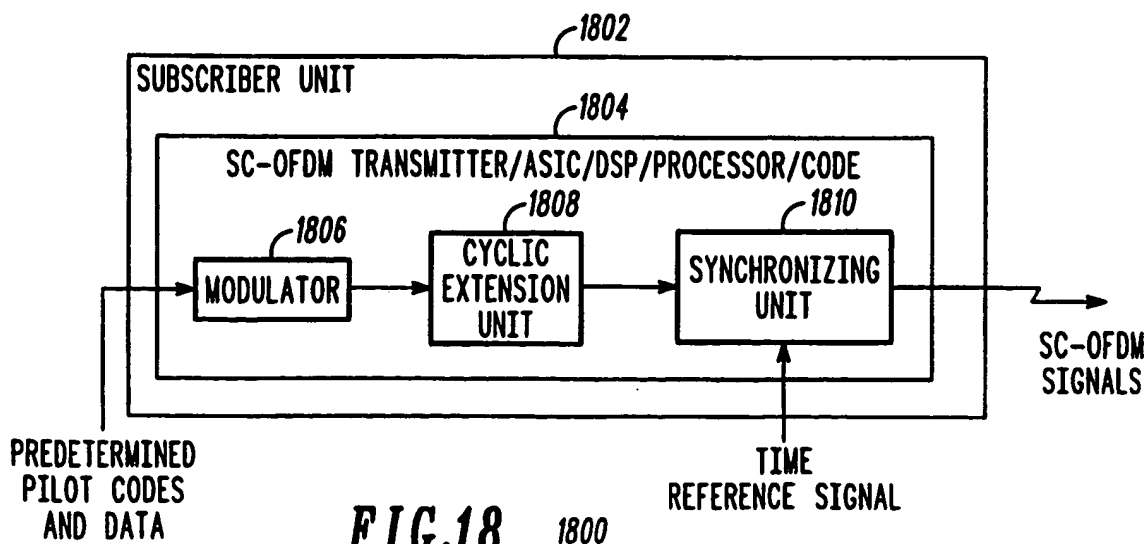 1802
SUBSCRIBER UNIT
1804
SC-OFDM TRANSMITTER/ASIC/DSP/PROCESSOR/CODE
1806
MODULATOR
1808
CYCLIC
EXTENSION
UNIT
1810
SYNCHRONIZING
UNIT
SC-OFDM
SIGNALS
PREDETERMINED
PILOT CODES
AND DATA
TIME
REFERENCE SIGNAL
FIG.18 1800